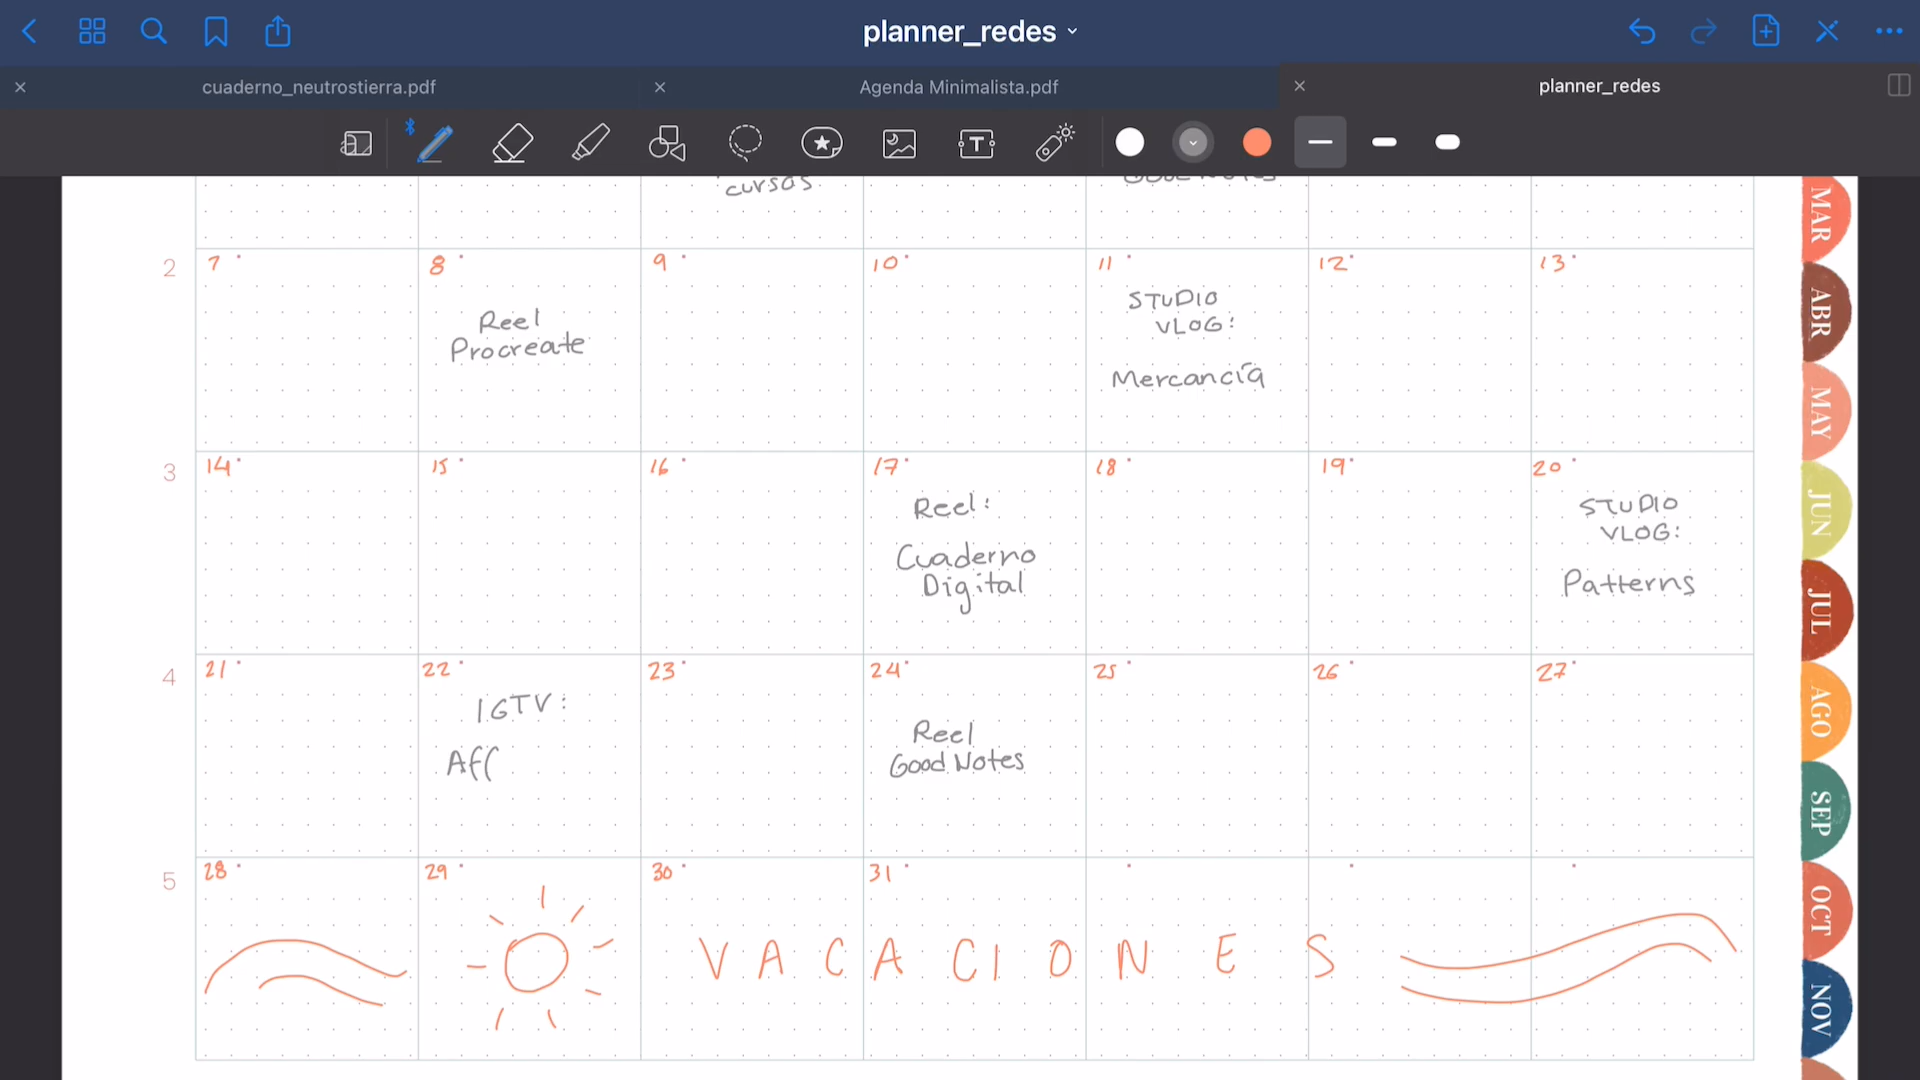 planner_redes
cuaderno_neutrostierra.pdf
Agenda Minimalista.pdf
planner_redes
T
cursos
MAR
2
7
8
9
10
11
12
13
Reel
Procreate
STUDIO
VLOG:
Mercancía
ABR
MAY
3
14
15
16
17
18
19
20
Reel:
Cuaderno
Digital
STUDIO
VLOG:
Patterns
JUN
JUL
4
21
22
23
24
25
26
27
IGTV:
Aff
Reel
Good Notes
AGO
SEP
5
28
29
30
31
VACACIONES
OCT
NOV